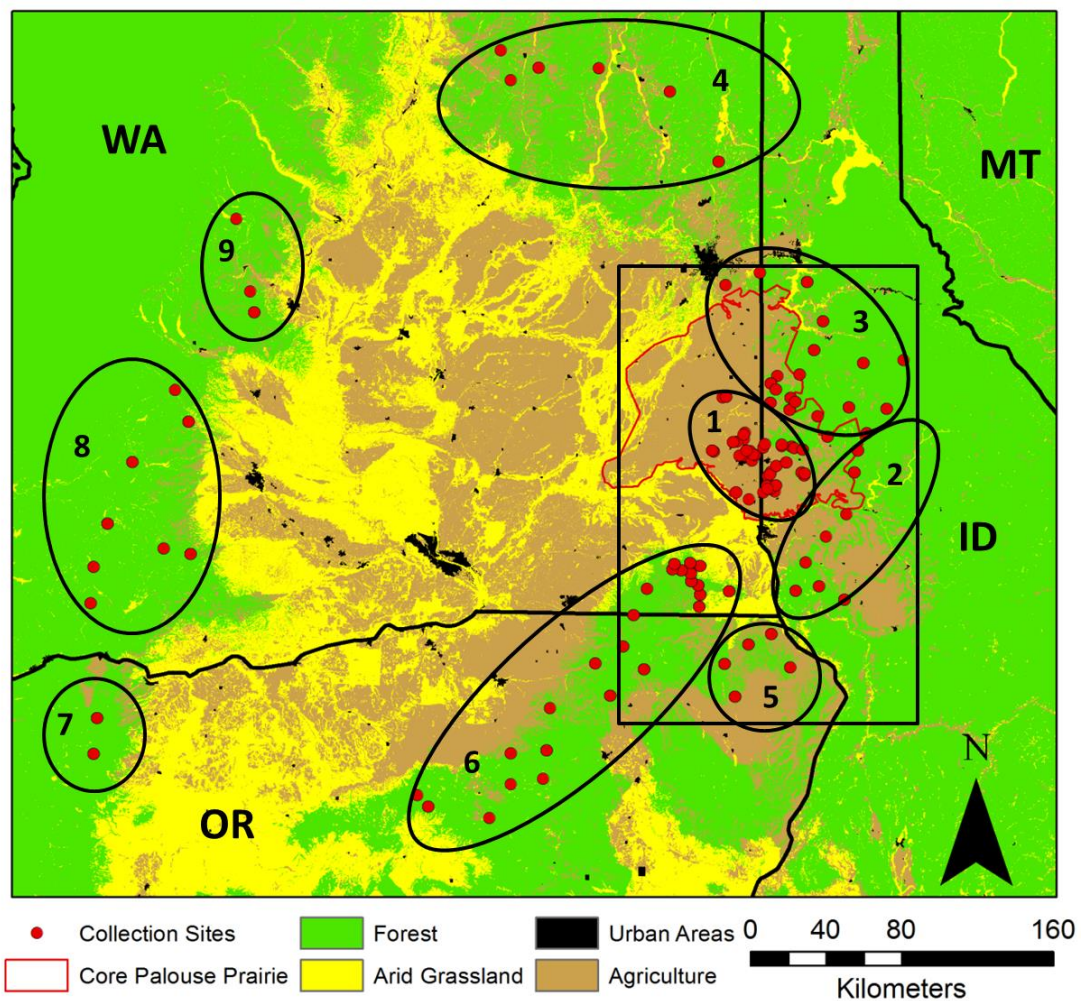 4
WA
MT
9
3
1
8
2
ID
5
7
6
N
OR
Collection Sites
Forest
Urban Areas
0 40 80 160
Core Palouse Prairie
Arid Grassland
Agriculture
Kilometers